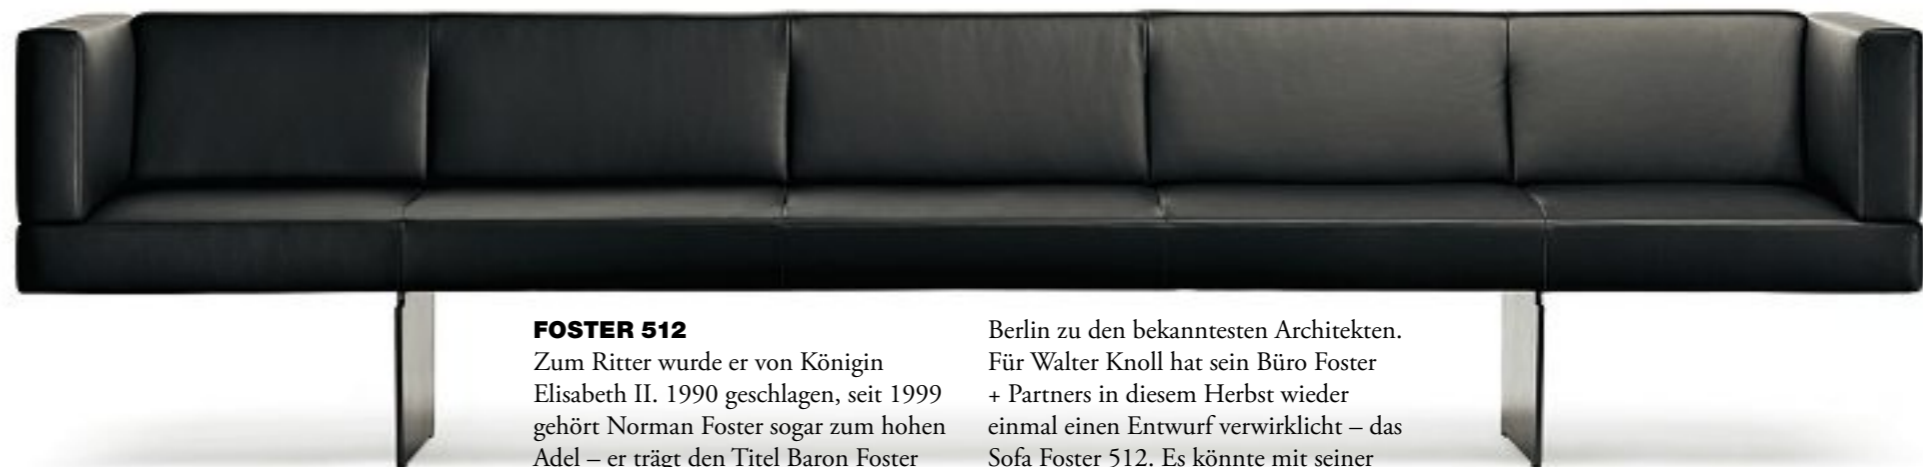 FOSTER 512
Zum Ritter wurde er von Königin
Elisabeth II. 1990 geschlagen, seit 1999
gehört Norman Foster sogar zum hohen
Adel – er trägt den Titel Baron Foster
Berlin zu den bekanntesten Architekten.
Für Walter Knoll hat sein Büro Foster
+ Partners in diesem Herbst wieder
einmal einen Entwurf verwirklicht – das
Sofa Foster 512. Es könnte mit seiner